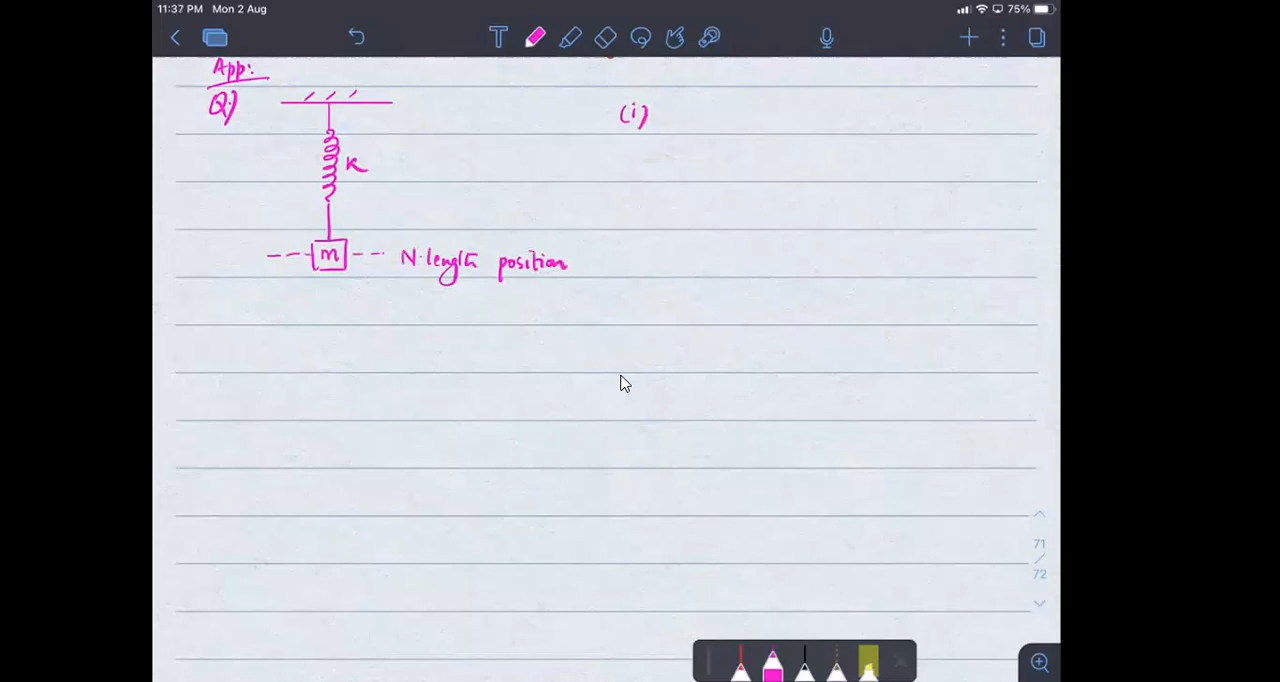 11:37 PM Mon 2 Aug
75%
T
App:
Q)
(i)
K
m
N.length position
71
/
72